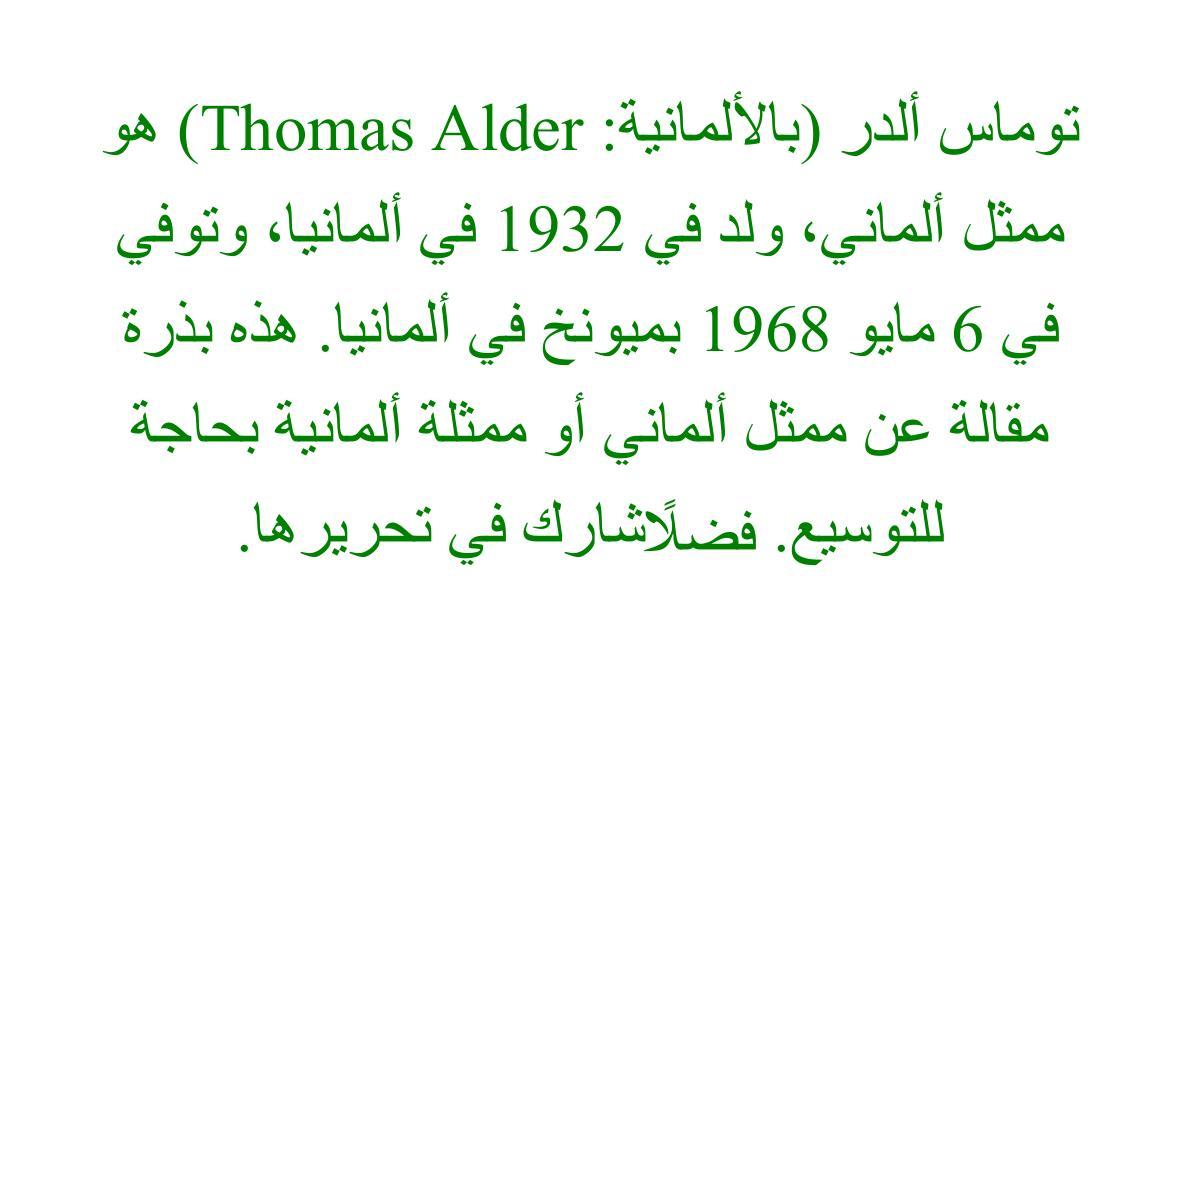 توماس ألدر (بالألمانية: Thomas Alder) هو
ممثل ألماني، ولد في 1932 في ألمانيا، وتوفي
في 6 مايو 1968 بميونخ في ألمانيا. هذه بذرة
مقالة عن ممثل ألماني أو ممثلة ألمانية بحاجة
للتوسيع. فضلًاشارك في تحريرها.